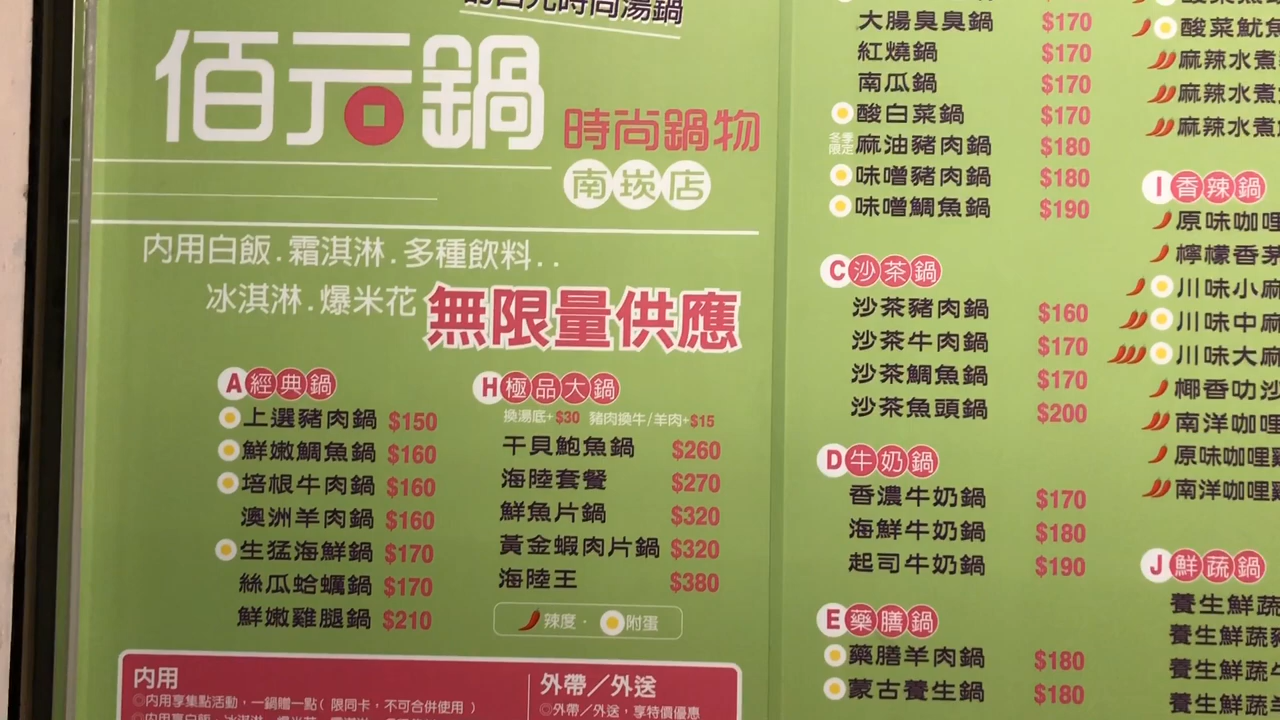 的百元時尚湯鍋
佰元鍋
時尚鍋物
南崁店
內用白飯.霜淇淋.多種飲料..
冰淇淋.爆米花 無限量供應
A經典鍋
上選豬肉鍋 $150
鮮嫩鯛魚鍋 $160
培根牛肉鍋 $160
澳洲羊肉鍋 $160
生猛海鮮鍋 $170
絲瓜蛤蠣鍋 $170
鮮嫩雞腿鍋 $210
H極品大鍋
換湯底+$30 豬肉換牛/羊肉+$15
干貝鮑魚鍋 $260
海陸套餐 $270
鮮魚片鍋 $320
黃金蝦肉片鍋 $320
海陸王 $380
辣度· 附蛋
內用
◎內用享集點活動，一鍋贈一點( 限同卡，不可合併使用 )
外帶／外送
◎外帶／外送，享特價優惠
大腸臭臭鍋 $170
紅燒鍋 $170
南瓜鍋 $170
酸白菜鍋 $170
冬季限定 麻油豬肉鍋 $180
味噌豬肉鍋 $180
味噌鯛魚鍋 $190
C沙茶鍋
沙茶豬肉鍋 $160
沙茶牛肉鍋 $170
沙茶鯛魚鍋 $170
沙茶魚頭鍋 $200
D牛奶鍋
香濃牛奶鍋 $170
海鮮牛奶鍋 $180
起司牛奶鍋 $190
E藥膳鍋
藥膳羊肉鍋 $180
蒙古養生鍋 $180
酸菜魷魚
麻辣水煮
麻辣水煮
麻辣水煮
I香辣鍋
原味咖哩
檸檬香茅
川味小麻
川味中麻
川味大麻
椰香叻沙
南洋咖哩
原味咖哩
南洋咖哩
J鮮蔬鍋
養生鮮蔬
養生鮮蔬
養生鮮蔬
養生鮮蔬